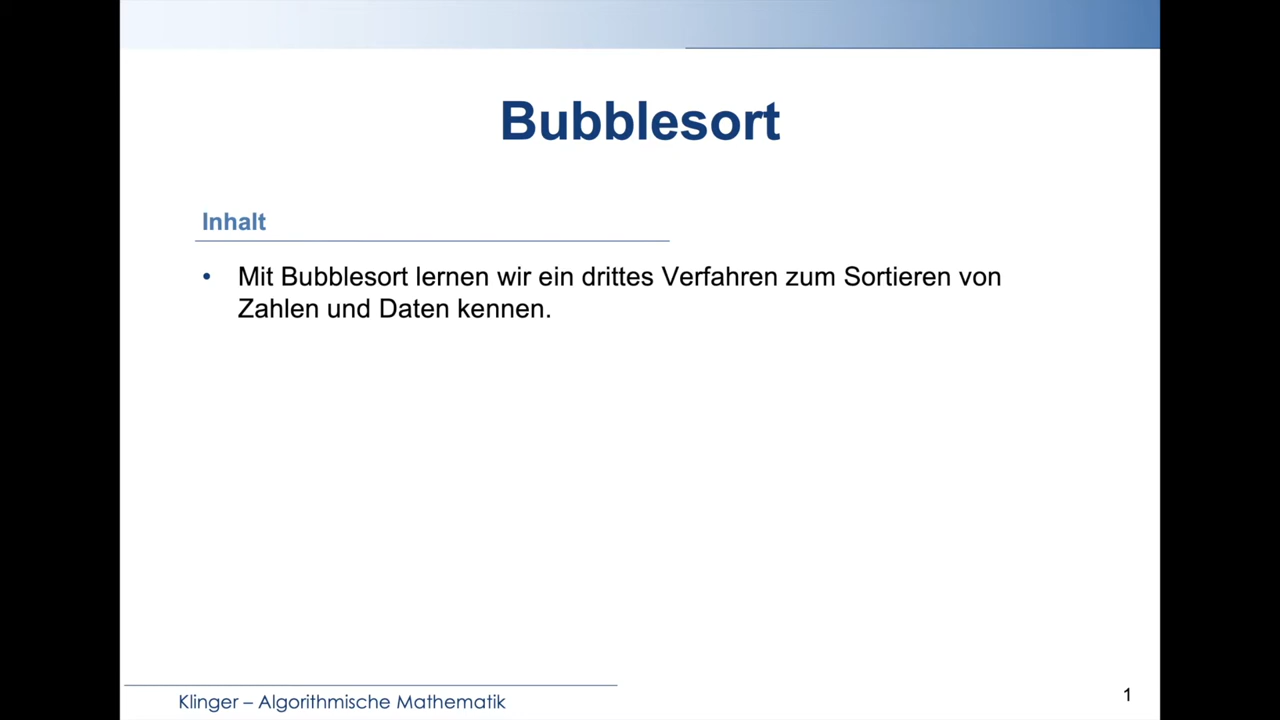 Bubblesort
Inhalt
• Mit Bubblesort lernen wir ein drittes Verfahren zum Sortieren von
Zahlen und Daten kennen.
Klinger – Algorithmische Mathematik
1